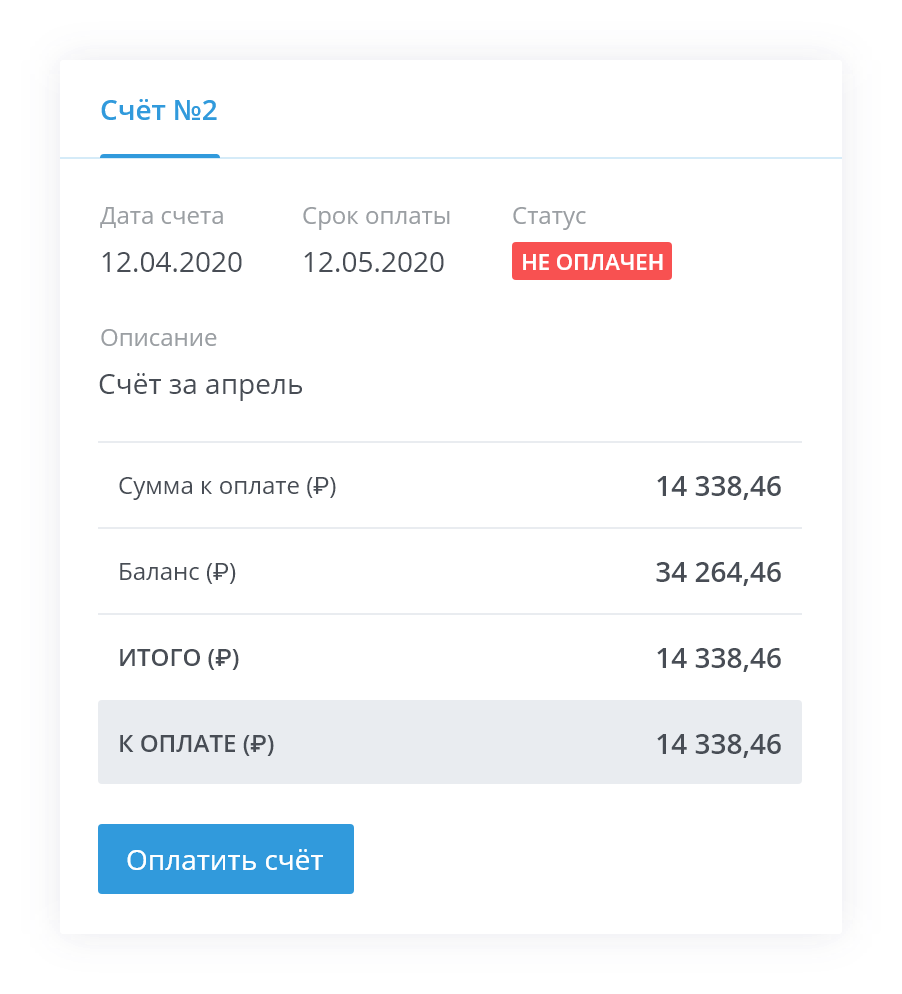 Счёт №2
Дата счета Срок оплаты Статус
12.04.2020 12.05.2020 НЕ ОПЛАЧЕН
Описание
Счёт за апрель
Сумма к оплате (₽) 14 338,46
Баланс (₽) 34 264,46
ИТОГО (₽) 14 338,46
К ОПЛАТЕ (₽) 14 338,46
Оплатить счёт